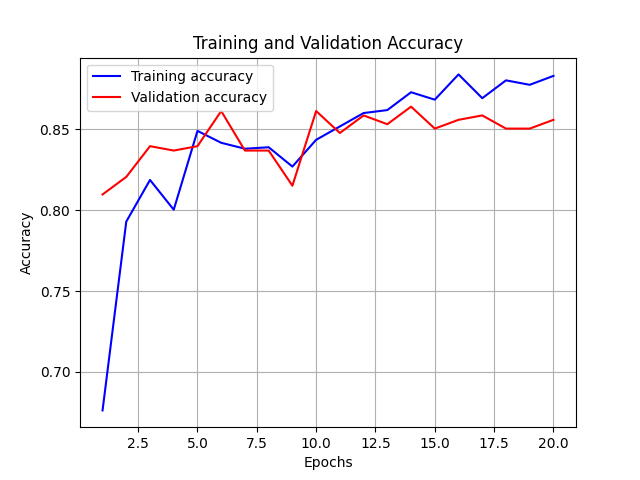 Training and Validation Accuracy
Training accuracy
Validation accuracy
0.85
0.80
0.75
0.70
Accuracy
2.5 5.0 7.5 10.0 12.5 15.0 17.5 20.0
Epochs